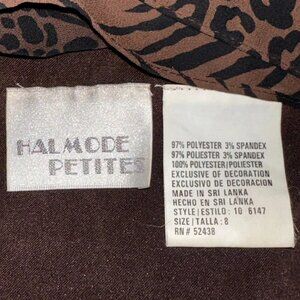 HALMODE
PETITES
97% POLYESTER 3% SPANDEX
97% POLIESTER 3% SPANDEX
100% POLYESTER/POLIESTER
EXCLUSIVE OF DECORATION
EXCLUSIVO DE DECORACION
MADE IN SRI LANKA
HECHO EN SRI LANKA
STYLE/ESTILO: 10 6147
SIZE/TALLA: 8
RN# 52438